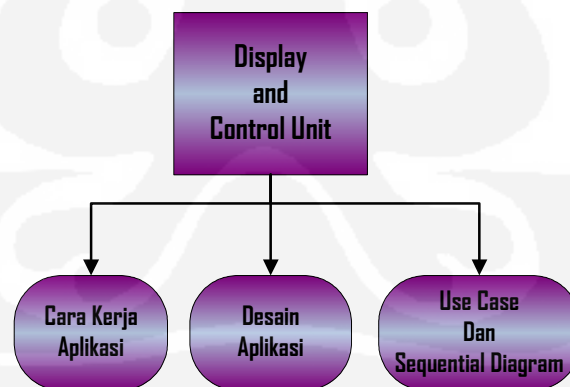 Display
and
Control Unit
Cara Kerja
Aplikasi
Desain
Aplikasi
Use Case
Dan
Sequential Diagram